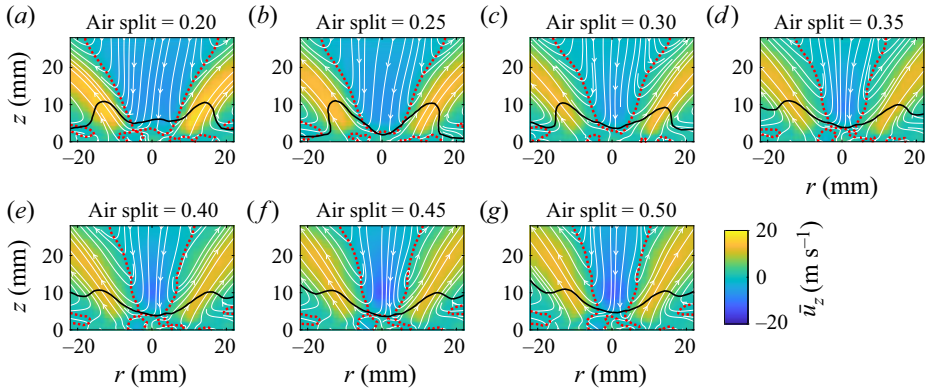 (a) Air split = 0.20
(b) Air split = 0.25
(c) Air split = 0.30
(d) Air split = 0.35
z (mm)
20
10
0
−20 0 20
−20 0 20
−20 0 20
−20 0 20
r (mm)
(e) Air split = 0.40
(f) Air split = 0.45
(g) Air split = 0.50
z (mm)
20
10
0
−20 0 20
−20 0 20
−20 0 20
r (mm)
r (mm)
r (mm)
20
0
−20
ū_z (m s⁻¹)